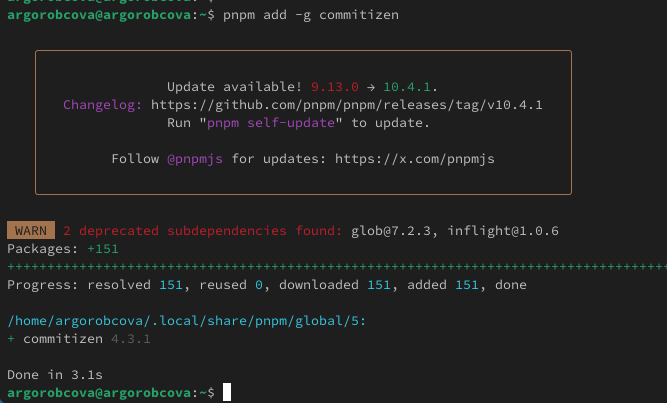 argorobcova@argorobcova:~$ pnpm add -g commitizen
Update available! 9.13.0 → 10.4.1.
Changelog: https://github.com/pnpm/pnpm/releases/tag/v10.4.1
Run "pnpm self-update" to update.
Follow @pnpmjs for updates: https://x.com/pnpmjs
WARN 2 deprecated subdependencies found: glob@7.2.3, inflight@1.0.6
Packages: +151
+++++++++++++++++++++++++++++++++++++++++++++++++++++++++++++++++++++++++++++++++++
Progress: resolved 151, reused 0, downloaded 151, added 151, done
/home/argorobcova/.local/share/pnpm/global/5:
+ commitizen 4.3.1
Done in 3.1s
argorobcova@argorobcova:~$